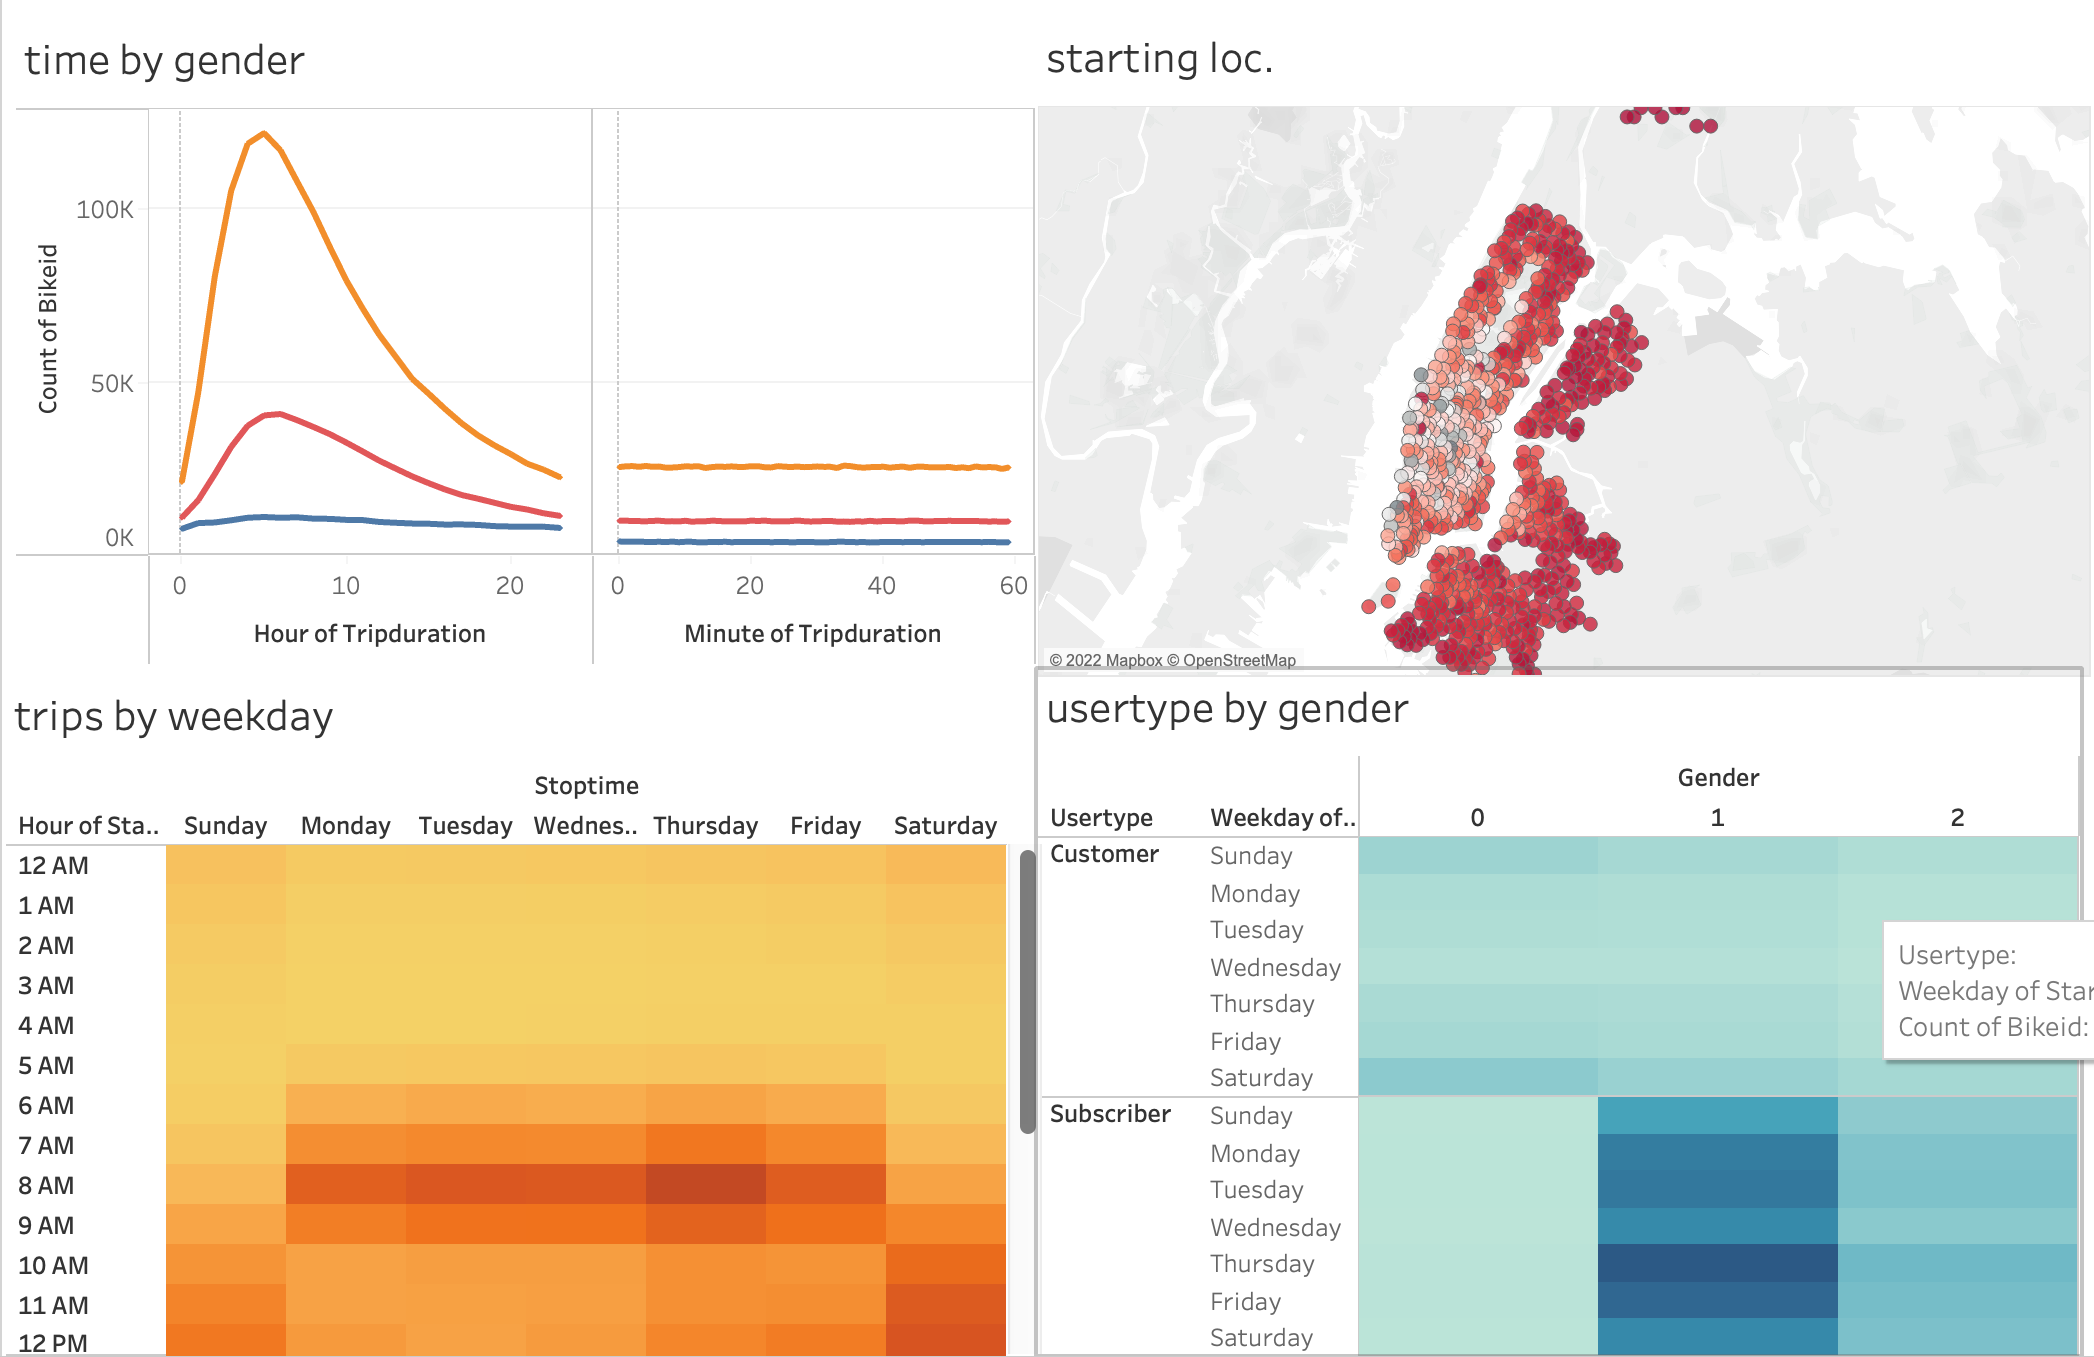 time by gender
Count of Bikeid
100K
50K
0K
0 10 20 0 20 40 60
Hour of Tripduration Minute of Tripduration
starting loc.
© 2022 Mapbox © OpenStreetMap
trips by weekday
Stoptime
Hour of Sta.. Sunday Monday Tuesday Wednes.. Thursday Friday Saturday
12 AM
1 AM
2 AM
3 AM
4 AM
5 AM
6 AM
7 AM
8 AM
9 AM
10 AM
11 AM
12 PM
usertype by gender
Gender
Usertype Weekday of.. 0 1 2
Customer Sunday
Monday
Tuesday
Wednesday
Thursday
Friday
Saturday
Subscriber Sunday
Monday
Tuesday
Wednesday
Thursday
Friday
Saturday
Usertype:
Weekday of Star
Count of Bikeid: